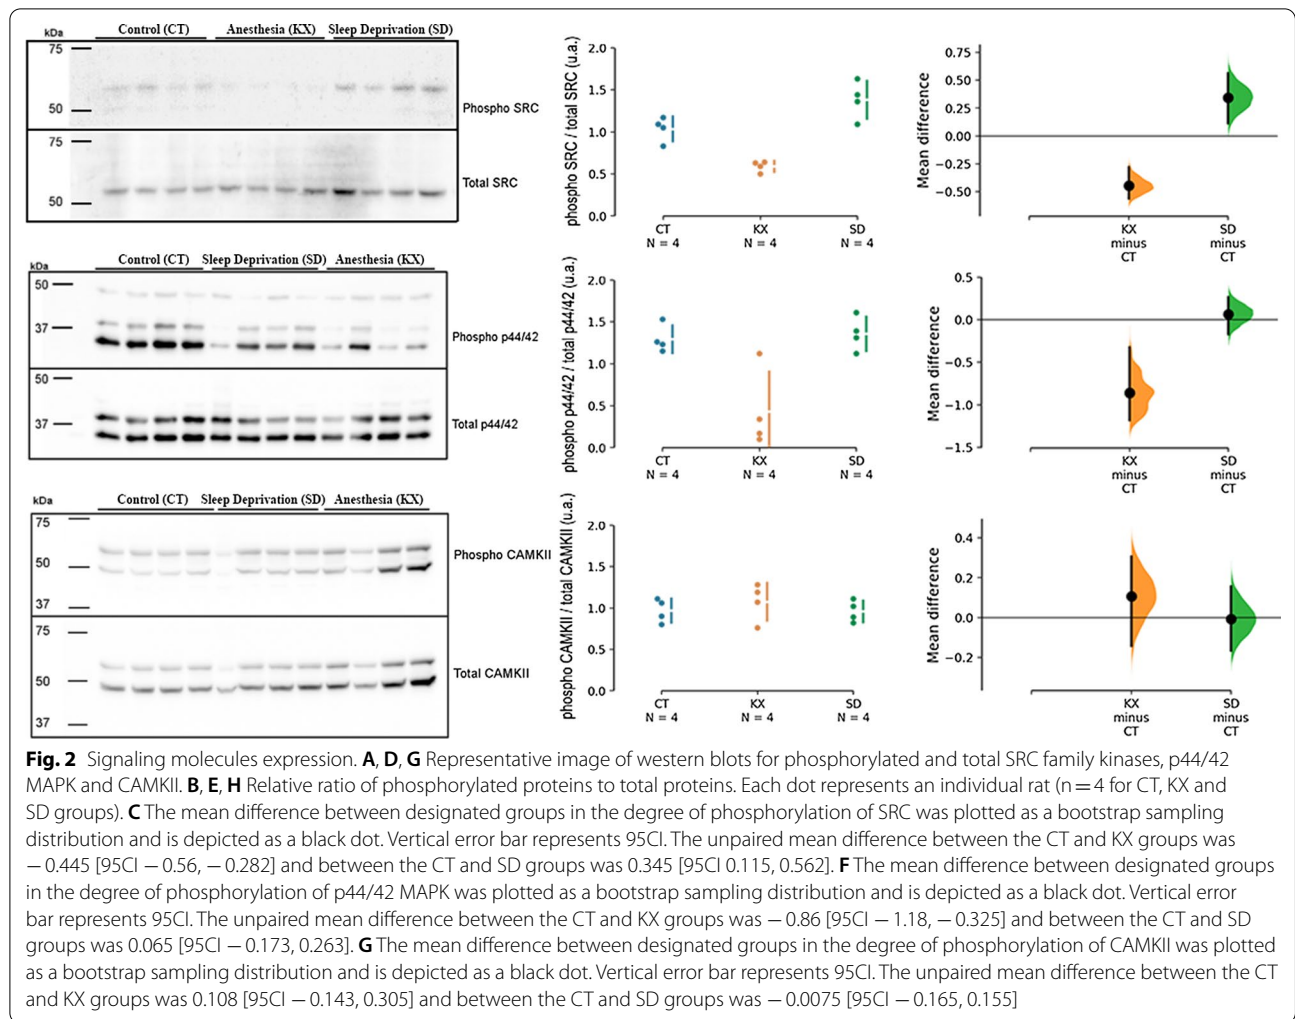 kDa
Control (CT) Anesthesia (KX) Sleep Deprivation (SD)
75
50
Phospho SRC
75
50
Total SRC
phospho SRC / total SRC (u.a.)
2.0
1.5
1.0
0.5
0.0
CT KX SD
N = 4 N = 4 N = 4
Mean difference
0.75
0.50
0.25
0.00
−0.25
−0.50
KX SD
minus minus
CT CT
kDa
Control (CT) Sleep Deprivation (SD) Anesthesia (KX)
50
37
Phospho p44/42
50
37
Total p44/42
phospho p44/42 / total p44/42 (u.a.)
2.0
1.5
1.0
0.5
0.0
CT KX SD
N = 4 N = 4 N = 4
Mean difference
0.5
0.0
−0.5
−1.0
−1.5
KX SD
minus minus
CT CT
kDa
Control (CT) Sleep Deprivation (SD) Anesthesia (KX)
75
50
37
Phospho CAMKII
75
50
37
Total CAMKII
phospho CAMKII / total CAMKII (u.a.)
2.0
1.5
1.0
0.5
0.0
CT KX SD
N = 4 N = 4 N = 4
Mean difference
0.4
0.2
0.0
−0.2
KX SD
minus minus
CT CT
Fig. 2 Signaling molecules expression. A, D, G Representative image of western blots for phosphorylated and total SRC family kinases, p44/42
MAPK and CAMKII. B, E, H Relative ratio of phosphorylated proteins to total proteins. Each dot represents an individual rat (n = 4 for CT, KX and
SD groups). C The mean difference between designated groups in the degree of phosphorylation of SRC was plotted as a bootstrap sampling
distribution and is depicted as a black dot. Vertical error bar represents 95CI. The unpaired mean difference between the CT and KX groups was
− 0.445 [95CI − 0.56, − 0.282] and between the CT and SD groups was 0.345 [95CI 0.115, 0.562]. F The mean difference between designated groups
in the degree of phosphorylation of p44/42 MAPK was plotted as a bootstrap sampling distribution and is depicted as a black dot. Vertical error
bar represents 95CI. The unpaired mean difference between the CT and KX groups was − 0.86 [95CI − 1.18, − 0.325] and between the CT and SD
groups was 0.065 [95CI − 0.173, 0.263]. G The mean difference between designated groups in the degree of phosphorylation of CAMKII was plotted
as a bootstrap sampling distribution and is depicted as a black dot. Vertical error bar represents 95CI. The unpaired mean difference between the CT
and KX groups was 0.108 [95CI − 0.143, 0.305] and between the CT and SD groups was − 0.0075 [95CI − 0.165, 0.155]